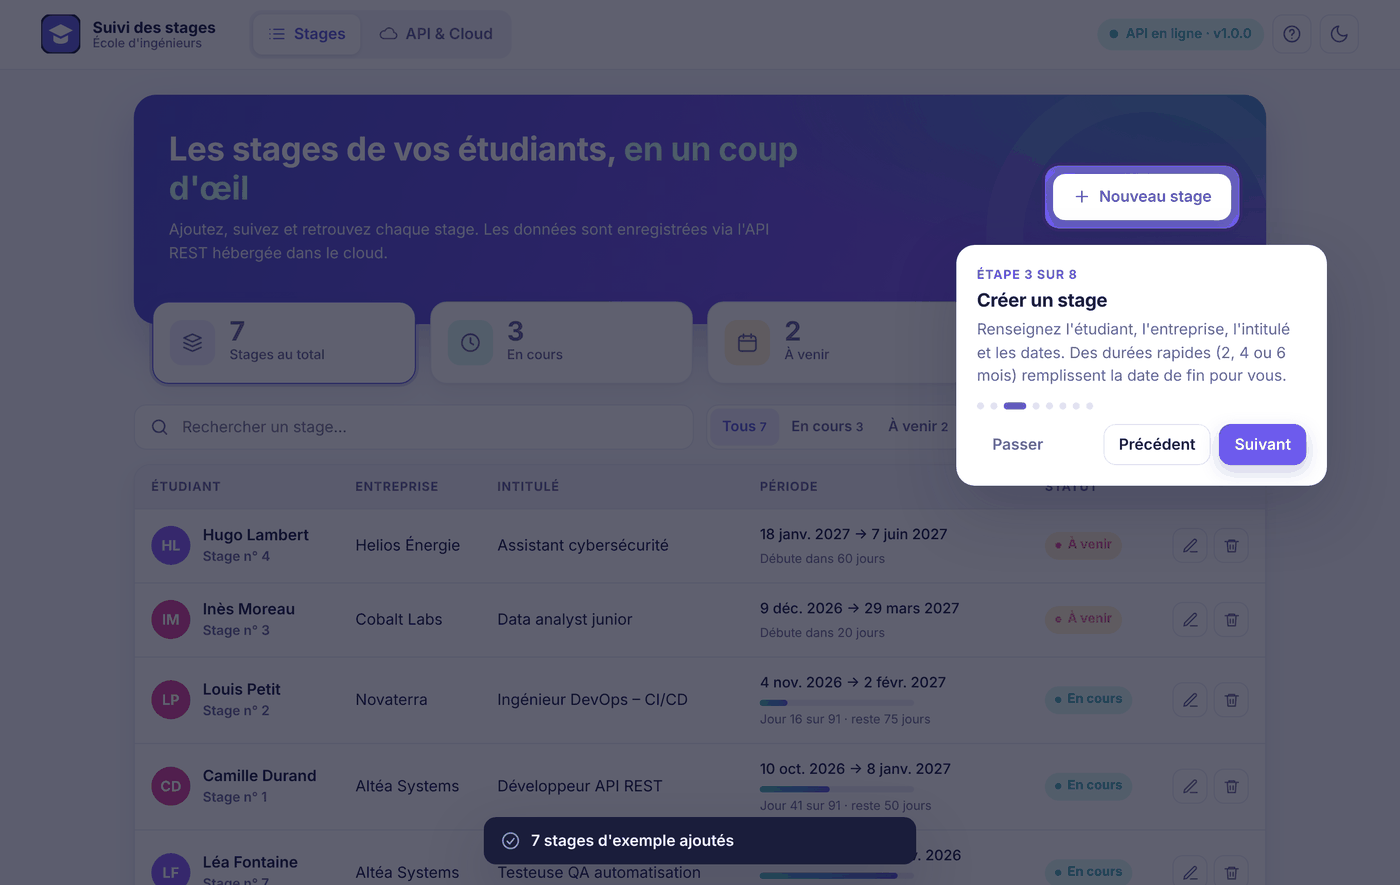 Suivi des stages
École d'ingénieurs
Stages
API & Cloud
API en ligne · v1.0.0
Les stages de vos étudiants, en un coup
d'œil
Ajoutez, suivez et retrouvez chaque stage. Les données sont enregistrées via l'API
REST hébergée dans le cloud.
Nouveau stage
ÉTAPE 3 SUR 8
Créer un stage
Renseignez l'étudiant, l'entreprise, l'intitulé
et les dates. Des durées rapides (2, 4 ou 6
mois) remplissent la date de fin pour vous.
Passer
Précédent
Suivant
7
Stages au total
3
En cours
2
À venir
Rechercher un stage...
Tous 7
En cours 3
À venir 2
ÉTUDIANT
ENTREPRISE
INTITULÉ
PÉRIODE
STATUT
HL
Hugo Lambert
Stage n° 4
Helios Énergie
Assistant cybersécurité
18 janv. 2027 → 7 juin 2027
Débute dans 60 jours
À venir
IM
Inès Moreau
Stage n° 3
Cobalt Labs
Data analyst junior
9 déc. 2026 → 29 mars 2027
Débute dans 20 jours
À venir
LP
Louis Petit
Stage n° 2
Novaterra
Ingénieur DevOps – CI/CD
4 nov. 2026 → 2 févr. 2027
Jour 16 sur 91 · reste 75 jours
En cours
CD
Camille Durand
Stage n° 1
Altéa Systems
Développeur API REST
10 oct. 2026 → 8 janv. 2027
Jour 41 sur 91 · reste 50 jours
En cours
7 stages d'exemple ajoutés
LF
Léa Fontaine
Stage n° 7
Altéa Systems
Testeuse QA automatisation
2026
En cours